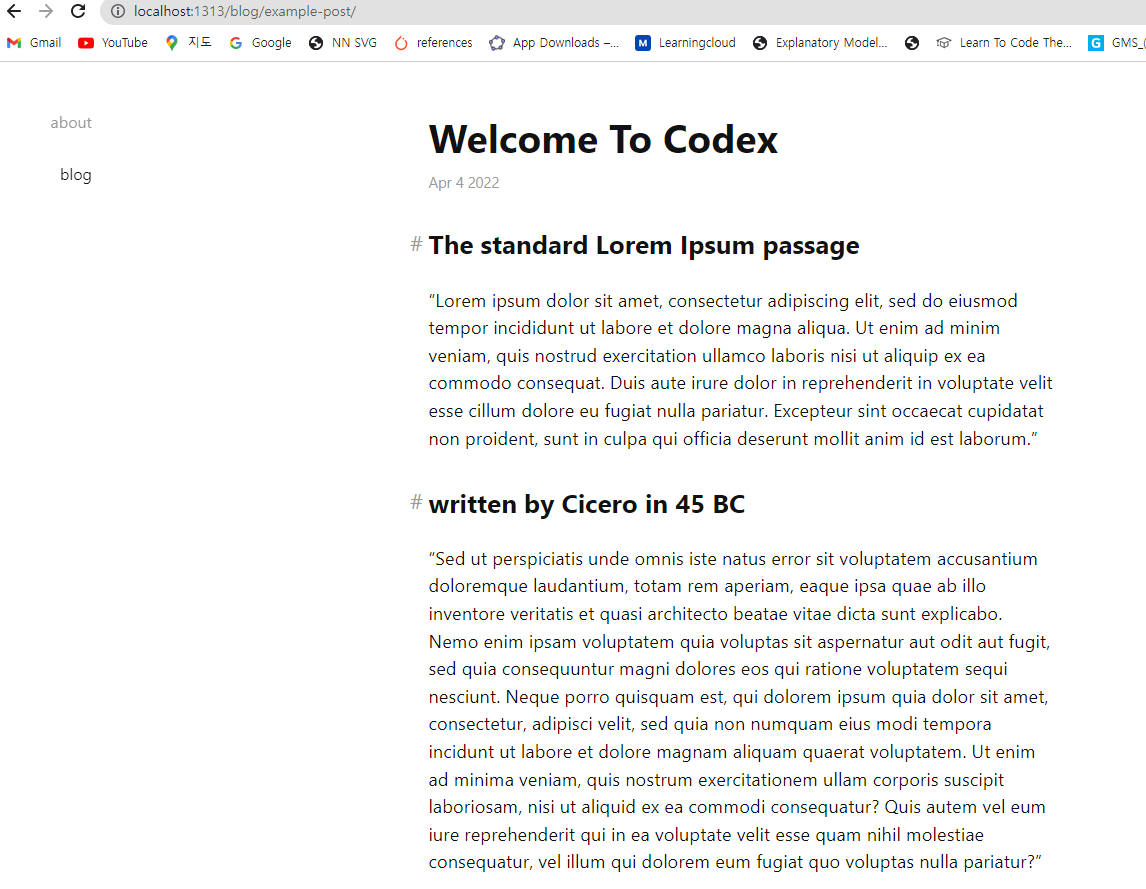 localhost:1313/blog/example-post/
Gmail YouTube 지도 Google NN SVG references App Downloads –... Learningcloud Explanatory Model... Learn To Code The... GMS_(
about
blog
Welcome To Codex
Apr 4 2022
# The standard Lorem Ipsum passage
“Lorem ipsum dolor sit amet, consectetur adipiscing elit, sed do eiusmod
tempor incididunt ut labore et dolore magna aliqua. Ut enim ad minim
veniam, quis nostrud exercitation ullamco laboris nisi ut aliquip ex ea
commodo consequat. Duis aute irure dolor in reprehenderit in voluptate velit
esse cillum dolore eu fugiat nulla pariatur. Excepteur sint occaecat cupidatat
non proident, sunt in culpa qui officia deserunt mollit anim id est laborum.”
# written by Cicero in 45 BC
“Sed ut perspiciatis unde omnis iste natus error sit voluptatem accusantium
doloremque laudantium, totam rem aperiam, eaque ipsa quae ab illo
inventore veritatis et quasi architecto beatae vitae dicta sunt explicabo.
Nemo enim ipsam voluptatem quia voluptas sit aspernatur aut odit aut fugit,
sed quia consequuntur magni dolores eos qui ratione voluptatem sequi
nesciunt. Neque porro quisquam est, qui dolorem ipsum quia dolor sit amet,
consectetur, adipisci velit, sed quia non numquam eius modi tempora
incidunt ut labore et dolore magnam aliquam quaerat voluptatem. Ut enim
ad minima veniam, quis nostrum exercitationem ullam corporis suscipit
laboriosam, nisi ut aliquid ex ea commodi consequatur? Quis autem vel eum
iure reprehenderit qui in ea voluptate velit esse quam nihil molestiae
consequatur, vel illum qui dolorem eum fugiat quo voluptas nulla pariatur?”